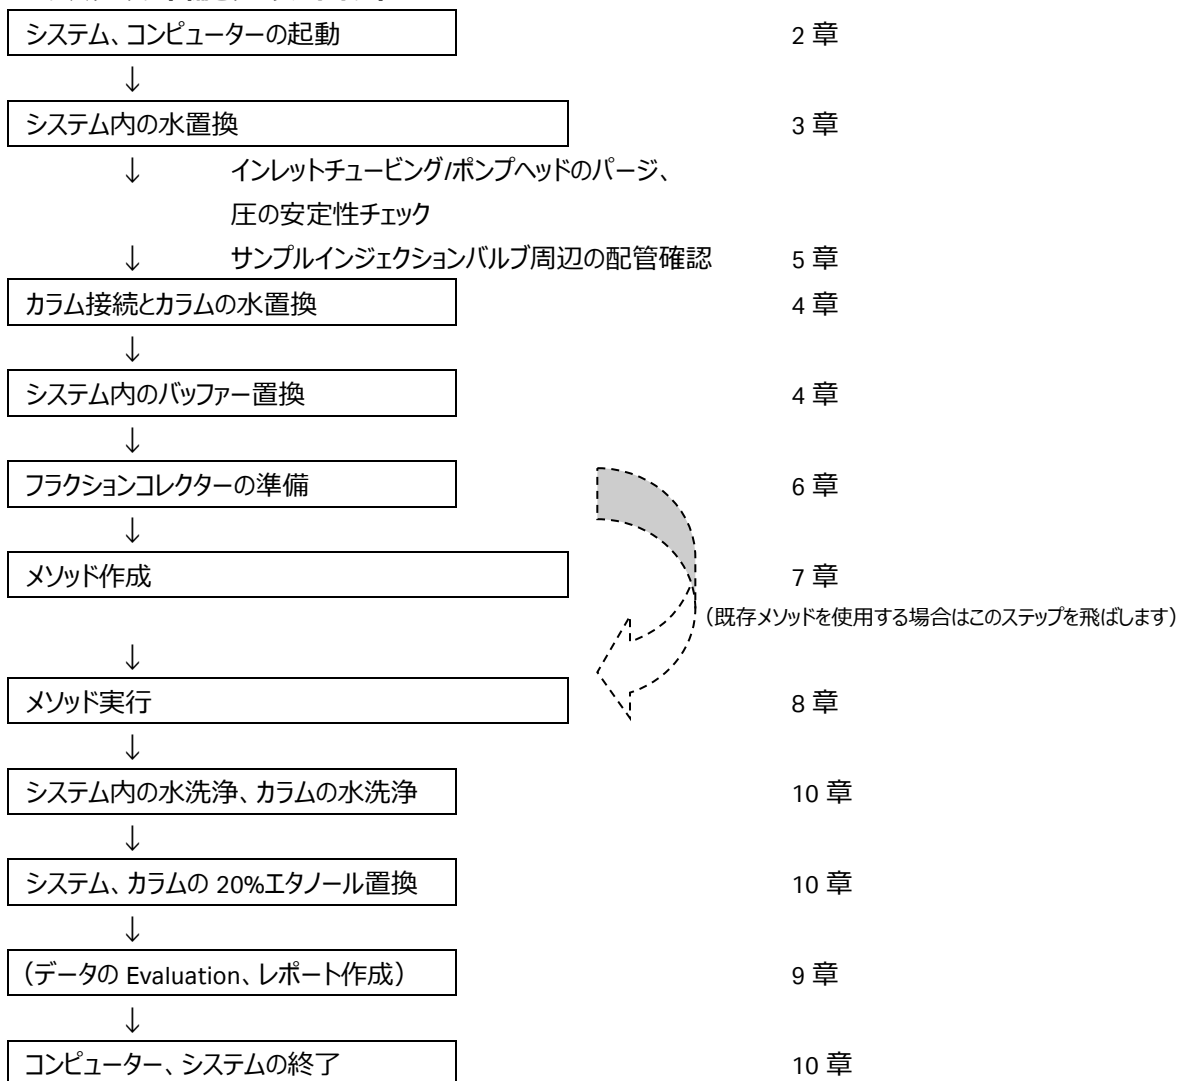 システム、コンピューターの起動 2 章
↓
システム内の水置換 3 章
↓ インレットチュービング/ポンプヘッドのパージ、
圧の安定性チェック
↓ サンプルインジェクションバルブ周辺の配管確認 5 章
カラム接続とカラムの水置換 4 章
↓
システム内のバッファー置換 4 章
↓
フラクションコレクターの準備 6 章
↓
メソッド作成 7 章
（既存メソッドを使用する場合はこのステップを飛ばします）
↓
メソッド実行 8 章
↓
システム内の水洗浄、カラムの水洗浄 10 章
↓
システム、カラムの 20%エタノール置換 10 章
↓
（データの Evaluation、レポート作成） 9 章
↓
コンピューター、システムの終了 10 章